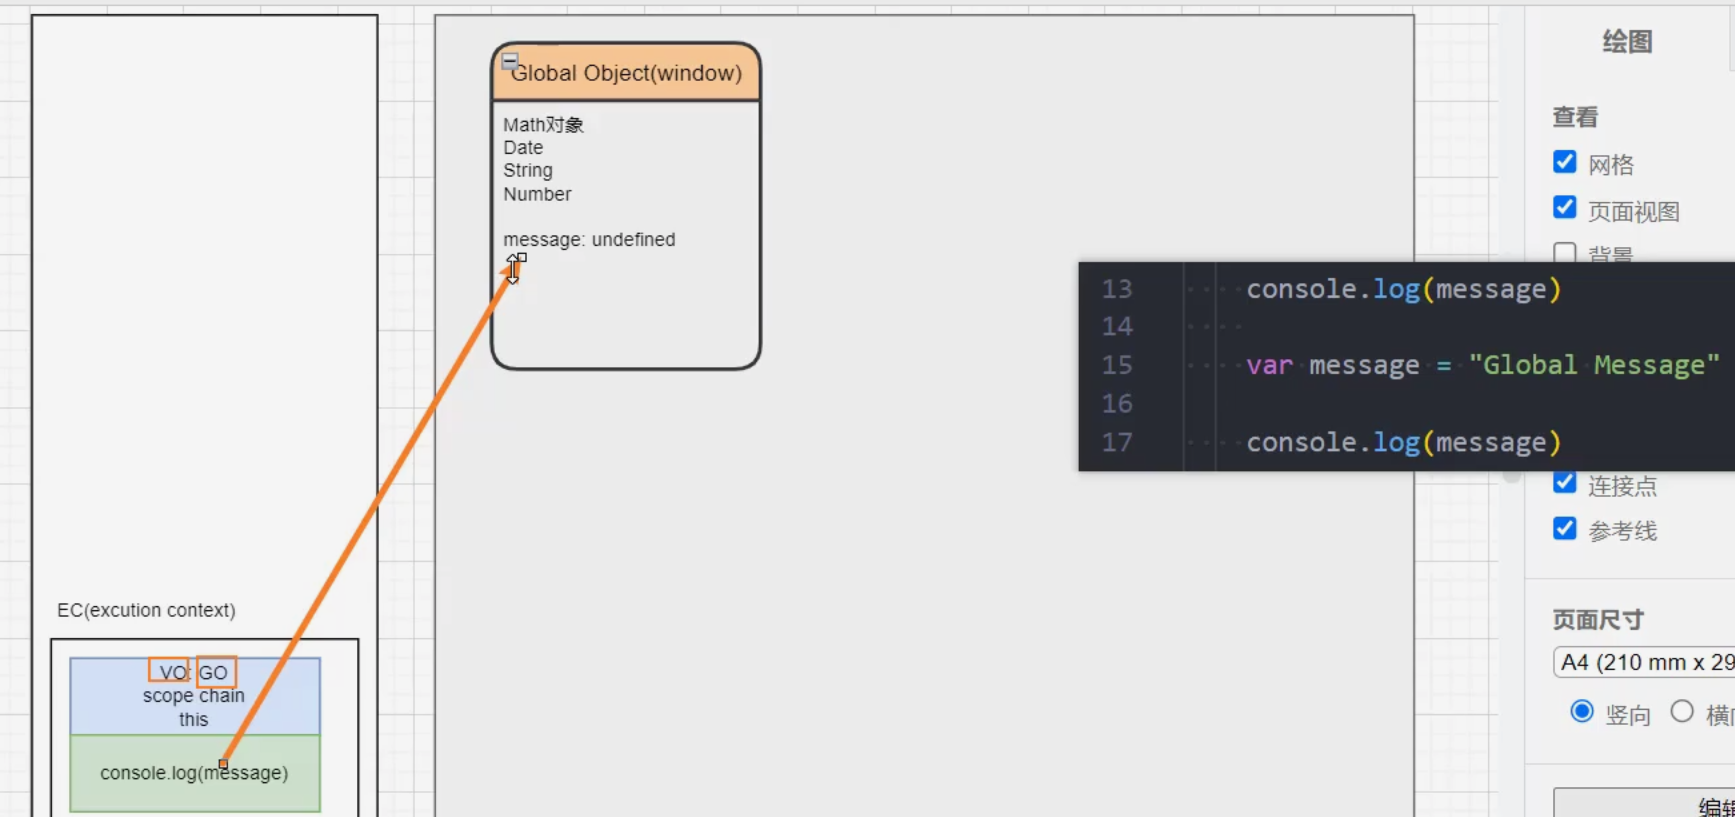 Global Object(window)
Math对象
Date
String
Number
message: undefined
EC(excution context)
VO: GO
scope chain
this
console.log(message)
13 console.log(message)
14
15 var message = "Global Message"
16
17 console.log(message)
绘图
查看
网格
页面视图
背景
连接点
参考线
页面尺寸
A4 (210 mm x 29
竖向
横
编辑